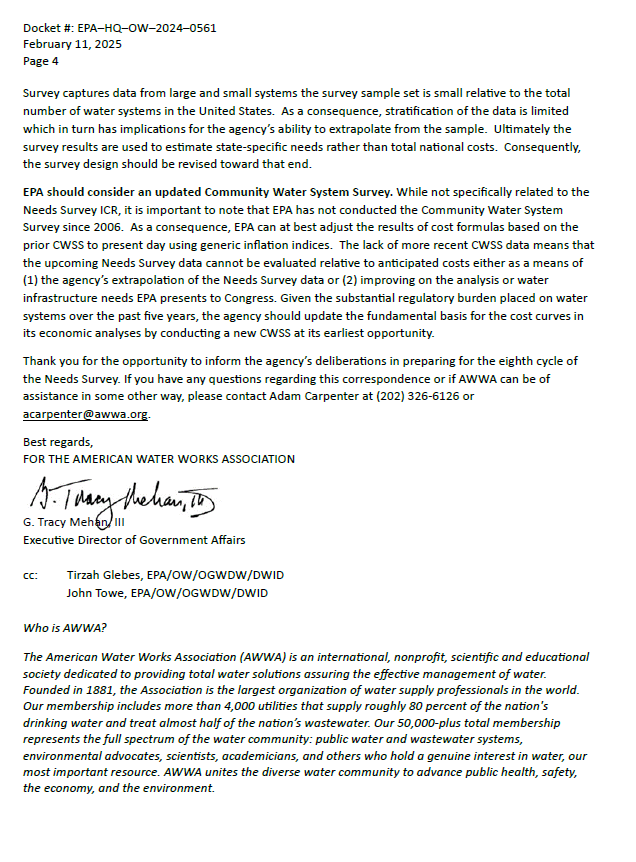 Docket #: EPA–HQ–OW–2024–0561
February 11, 2025
Page 4
Survey captures data from large and small systems the survey sample set is small relative to the total
number of water systems in the United States.  As a consequence, stratification of the data is limited
which in turn has implications for the agency’s ability to extrapolate from the sample.  Ultimately the
survey results are used to estimate state-specific needs rather than total national costs.  Consequently,
the survey design should be revised toward that end.
EPA should consider an updated Community Water System Survey. While not specifically related to the
Needs Survey ICR, it is important to note that EPA has not conducted the Community Water System
Survey since 2006.  As a consequence, EPA can at best adjust the results of cost formulas based on the
prior CWSS to present day using generic inflation indices.  The lack of more recent CWSS data means that
the upcoming Needs Survey data cannot be evaluated relative to anticipated costs either as a means of
(1) the agency’s extrapolation of the Needs Survey data or (2) improving on the analysis or water
infrastructure needs EPA presents to Congress. Given the substantial regulatory burden placed on water
systems over the past five years, the agency should update the fundamental basis for the cost curves in
its economic analyses by conducting a new CWSS at its earliest opportunity.
Thank you for the opportunity to inform the agency’s deliberations in preparing for the eighth cycle of
the Needs Survey. If you have any questions regarding this correspondence or if AWWA can be of
assistance in some other way, please contact Adam Carpenter at (202) 326-6126 or
acarpenter@awwa.org.
Best regards,
FOR THE AMERICAN WATER WORKS ASSOCIATION
G. Tracy Mehan, III
G. Tracy Mehan, III
Executive Director of Government Affairs
cc: Tirzah Glebes, EPA/OW/OGWDW/DWID
John Towe, EPA/OW/OGWDW/DWID
Who is AWWA?
The American Water Works Association (AWWA) is an international, nonprofit, scientific and educational
society dedicated to providing total water solutions assuring the effective management of water.
Founded in 1881, the Association is the largest organization of water supply professionals in the world.
Our membership includes more than 4,000 utilities that supply roughly 80 percent of the nation's
drinking water and treat almost half of the nation’s wastewater. Our 50,000-plus total membership
represents the full spectrum of the water community: public water and wastewater systems,
environmental advocates, scientists, academicians, and others who hold a genuine interest in water, our
most important resource. AWWA unites the diverse water community to advance public health, safety,
the economy, and the environment.